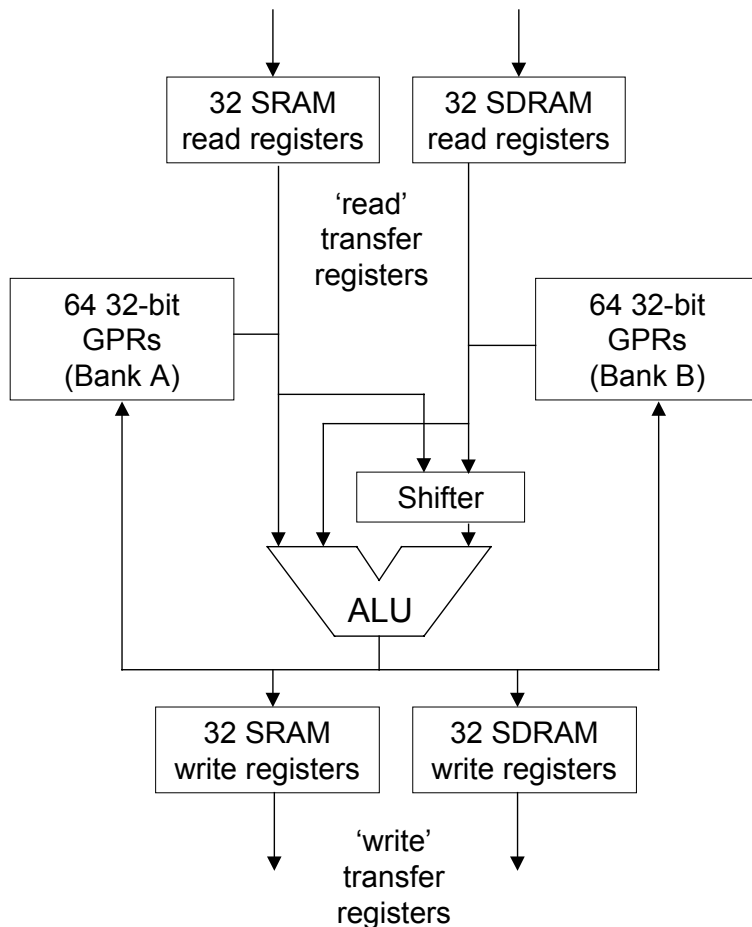 32 SRAM
read registers
32 SDRAM
read registers
‘read’
transfer
registers
64 32-bit
GPRs
(Bank A)
64 32-bit
GPRs
(Bank B)
Shifter
ALU
32 SRAM
write registers
32 SDRAM
write registers
‘write’
transfer
registers